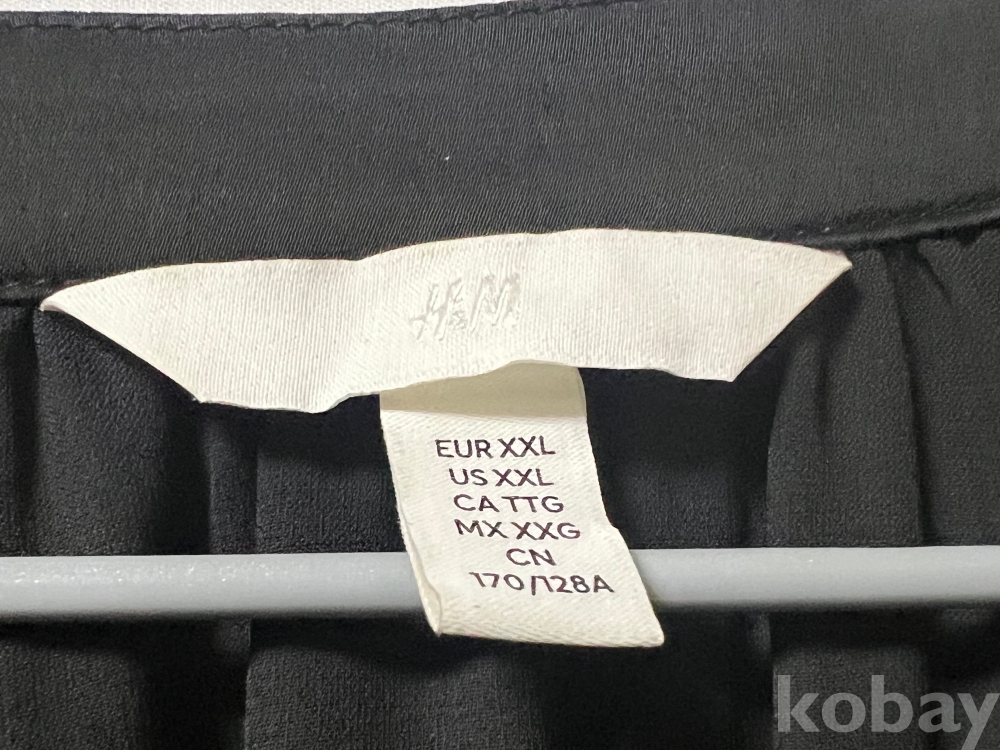 H&M
EUR XXL
US XXL
CA TTG
MX XXG
CN
170/128A
kobay